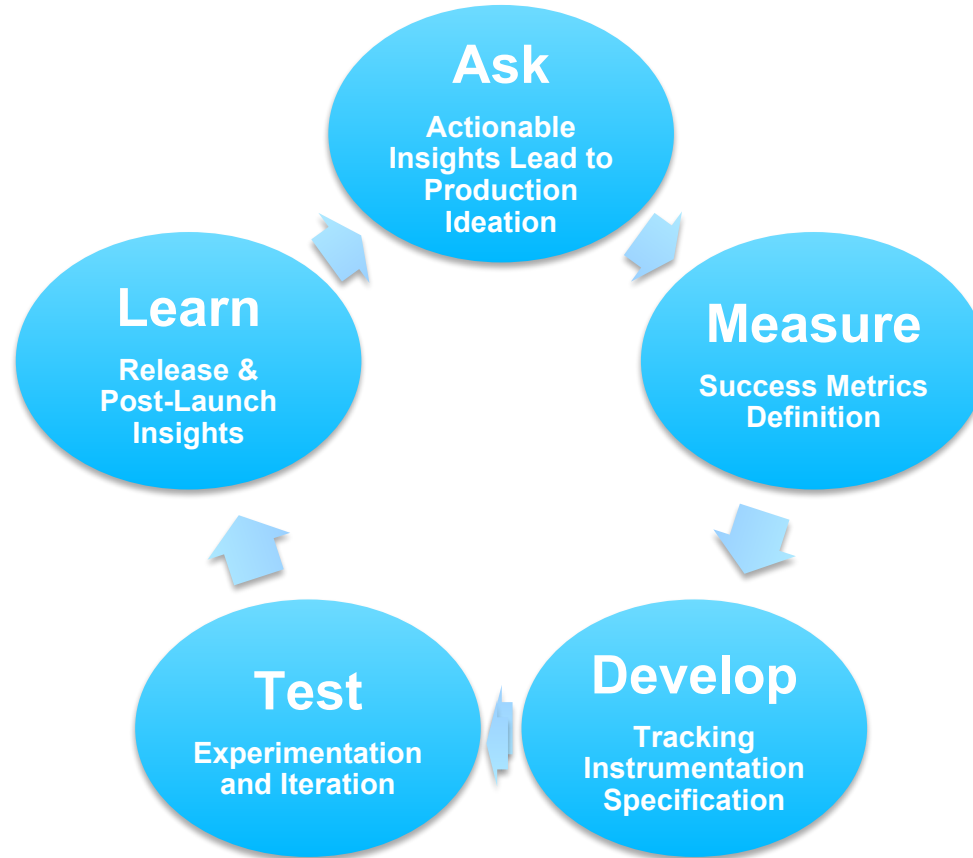 Ask
Actionable
Insights Lead to
Production
Ideation
Measure
Success Metrics
Definition
Develop
Tracking
Instrumentation
Specification
Test
Experimentation
and Iteration
Learn
Release &
Post-Launch
Insights